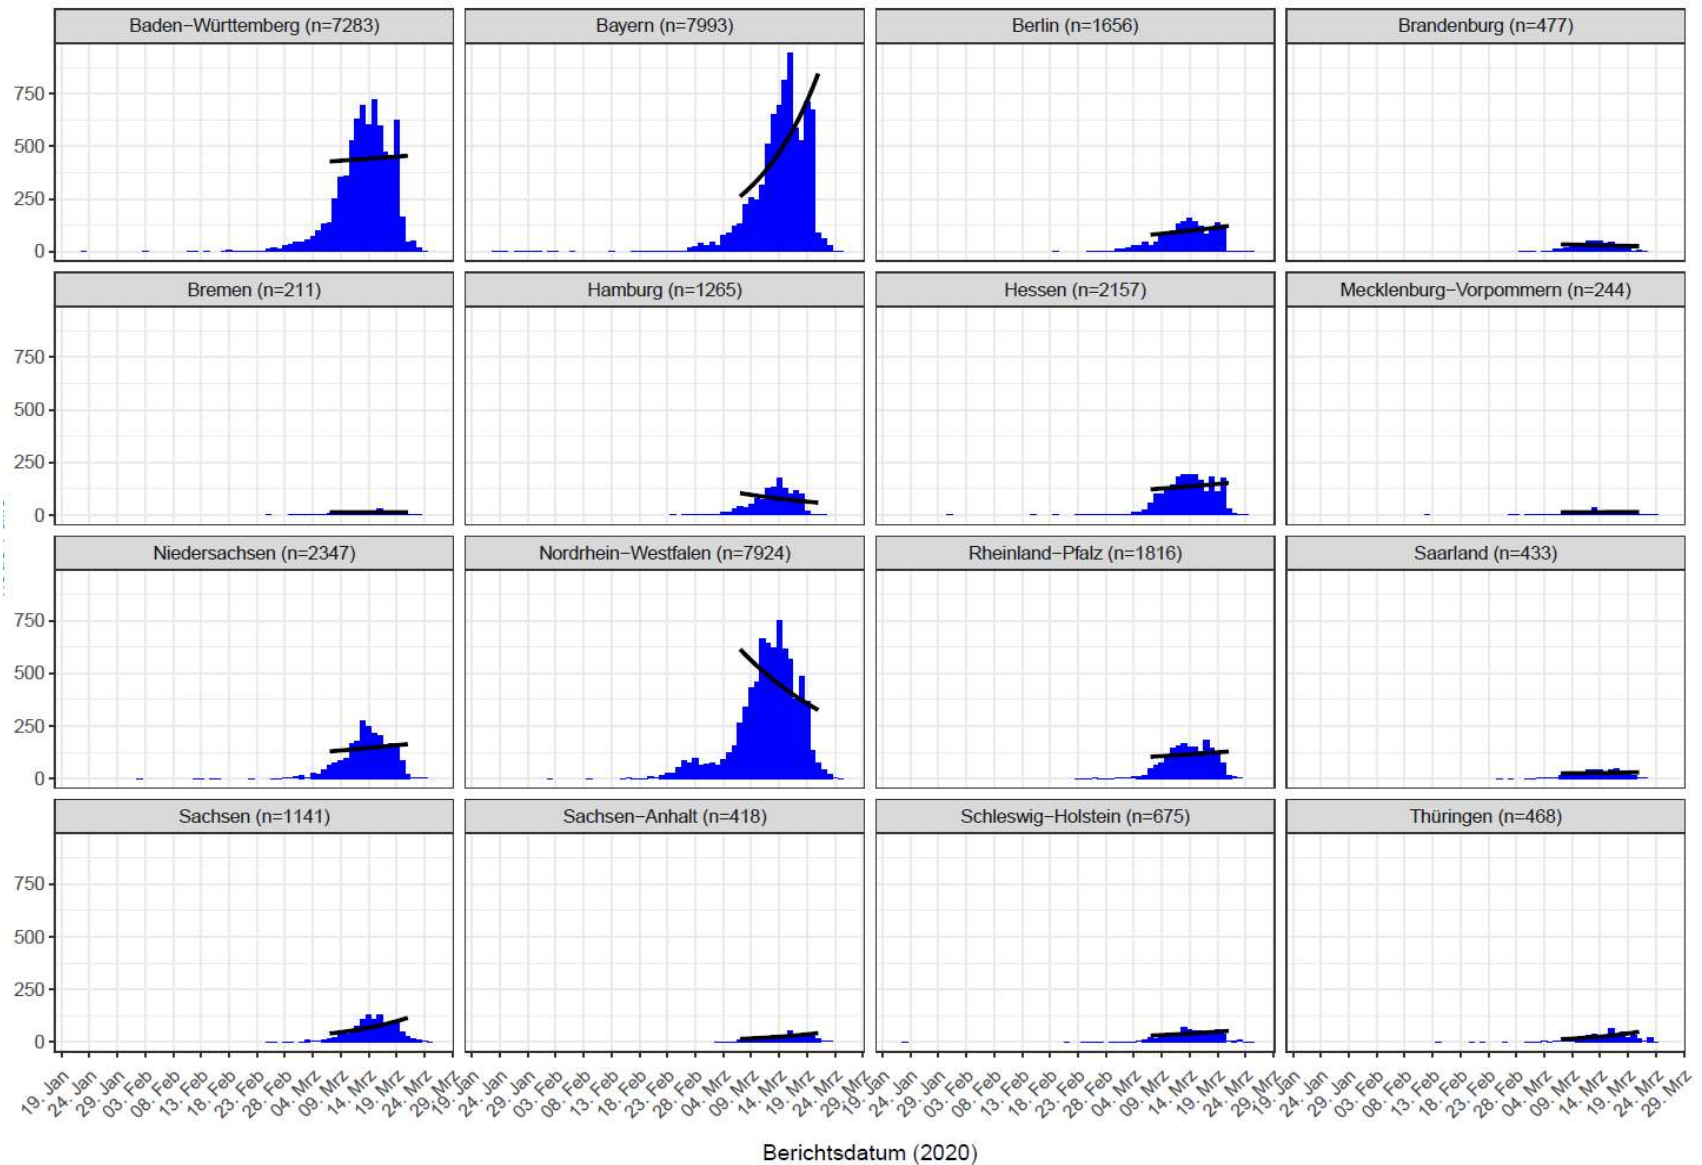 Baden−Württemberg (n=7283)
Bayern (n=7993)
Berlin (n=1656)
Brandenburg (n=477)
750
500
250
0
Bremen (n=211)
Hamburg (n=1265)
Hessen (n=2157)
Mecklenburg−Vorpommern (n=244)
750
500
250
0
Niedersachsen (n=2347)
Nordrhein−Westfalen (n=7924)
Rheinland−Pfalz (n=1816)
Saarland (n=433)
750
500
250
0
Sachsen (n=1141)
Sachsen−Anhalt (n=418)
Schleswig−Holstein (n=675)
Thüringen (n=468)
750
500
250
0
19. Jan
24. Jan
29. Jan
03. Feb
08. Feb
13. Feb
18. Feb
23. Feb
28. Feb
04. Mrz
09. Mrz
14. Mrz
19. Mrz
24. Mrz
29. Mrz
19. Jan
24. Jan
29. Jan
03. Feb
08. Feb
13. Feb
18. Feb
23. Feb
28. Feb
04. Mrz
09. Mrz
14. Mrz
19. Mrz
24. Mrz
29. Mrz
19. Jan
24. Jan
29. Jan
03. Feb
08. Feb
13. Feb
18. Feb
23. Feb
28. Feb
04. Mrz
09. Mrz
14. Mrz
19. Mrz
24. Mrz
29. Mrz
19. Jan
24. Jan
29. Jan
03. Feb
08. Feb
13. Feb
18. Feb
23. Feb
28. Feb
04. Mrz
09. Mrz
14. Mrz
19. Mrz
24. Mrz
29. Mrz
Berichtsdatum (2020)